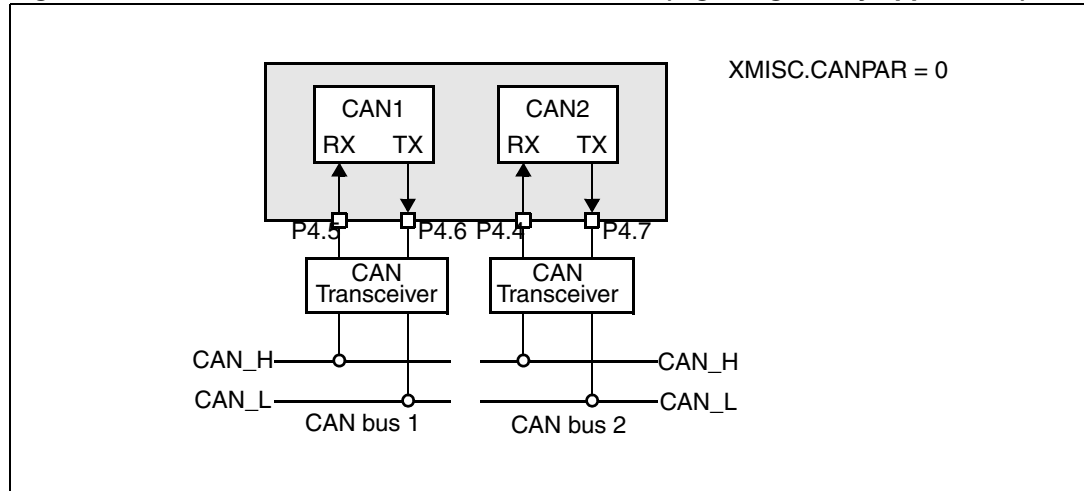 XMISC.CANPAR = 0
CAN1 CAN2
RX TX RX TX
P4.5 P4.6 P4.4 P4.7
CAN CAN
Transceiver Transceiver
CAN_H CAN_H
CAN_L CAN_L
CAN bus 1 CAN bus 2